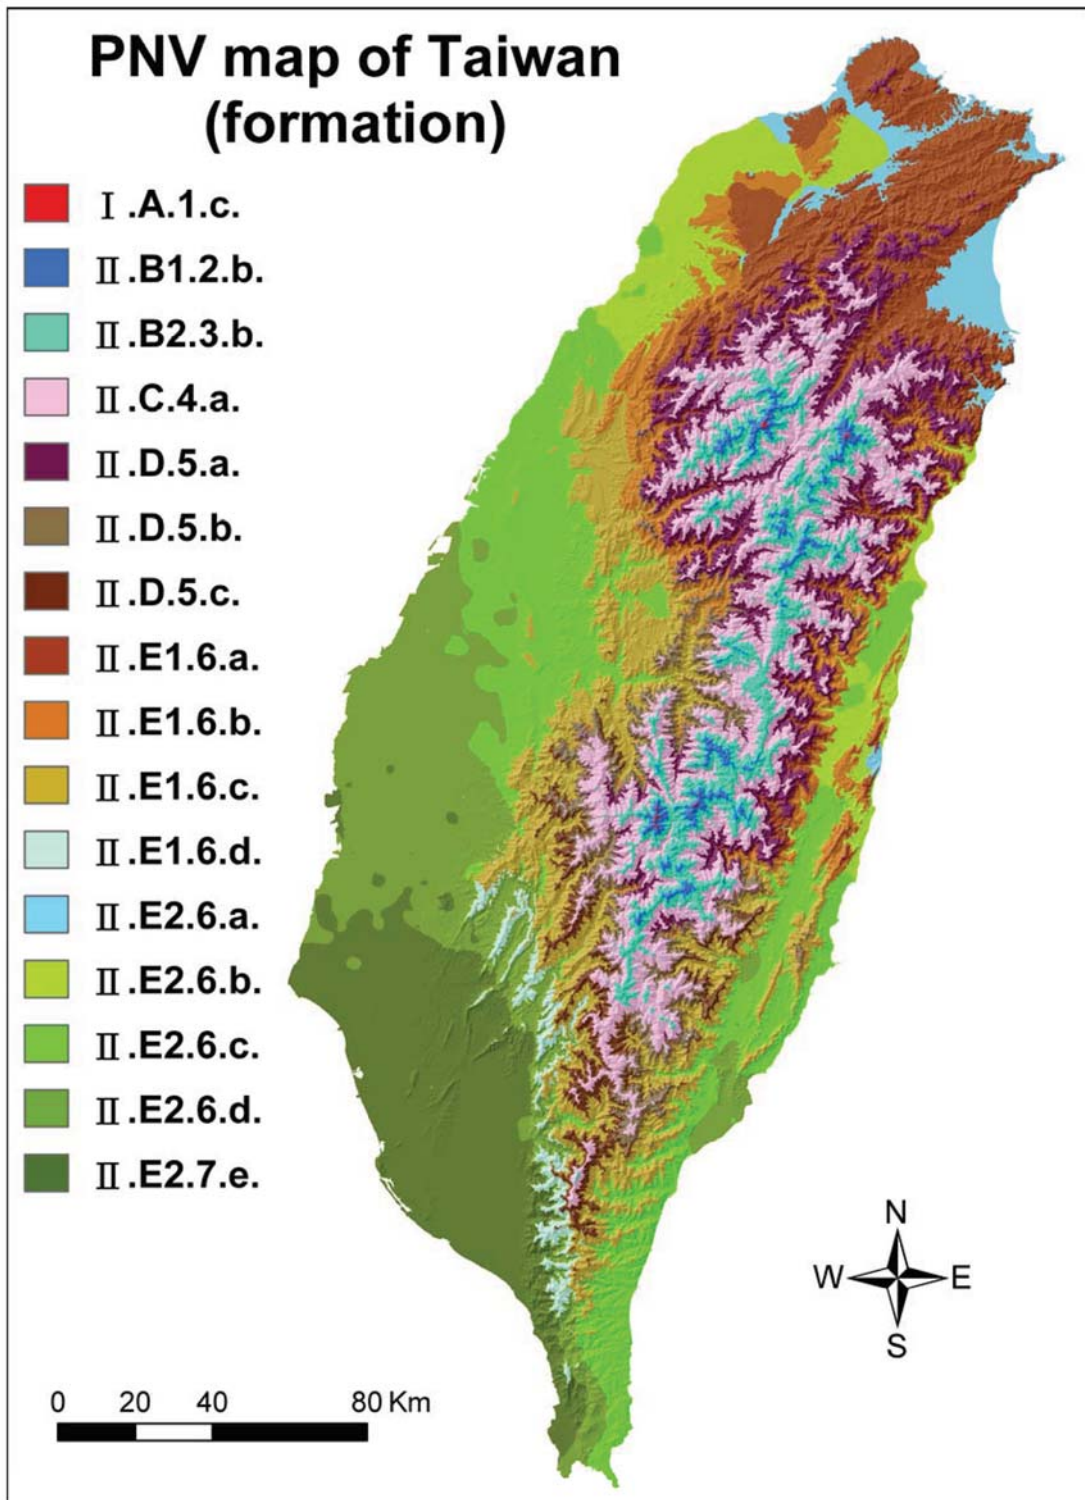 PNV map of Taiwan
(formation)
Ⅰ.A.1.c.
Ⅱ.B1.2.b.
Ⅱ.B2.3.b.
Ⅱ.C.4.a.
Ⅱ.D.5.a.
Ⅱ.D.5.b.
Ⅱ.D.5.c.
Ⅱ.E1.6.a.
Ⅱ.E1.6.b.
Ⅱ.E1.6.c.
Ⅱ.E1.6.d.
Ⅱ.E2.6.a.
Ⅱ.E2.6.b.
Ⅱ.E2.6.c.
Ⅱ.E2.6.d.
Ⅱ.E2.7.e.
N
W E
S
0 20 40 80 Km